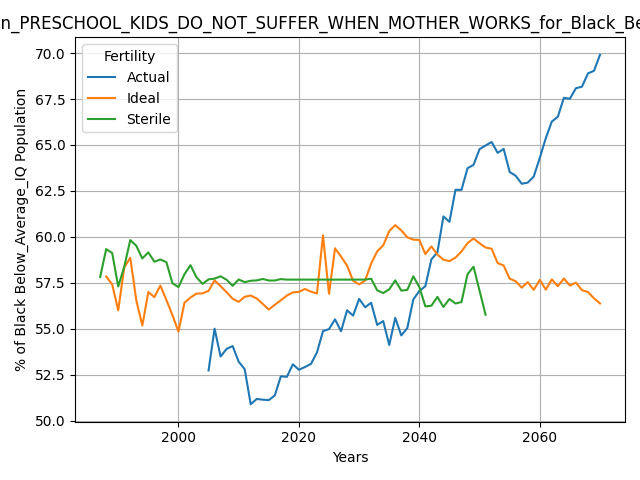 n_PRESCHOOL_KIDS_DO_NOT_SUFFER_WHEN_MOTHER_WORKS_for_Black_Be
Fertility
Actual
Ideal
Sterile
% of Black Below_Average_IQ Population
70.0
67.5
65.0
62.5
60.0
57.5
55.0
52.5
50.0
2000
2020
2040
2060
Years